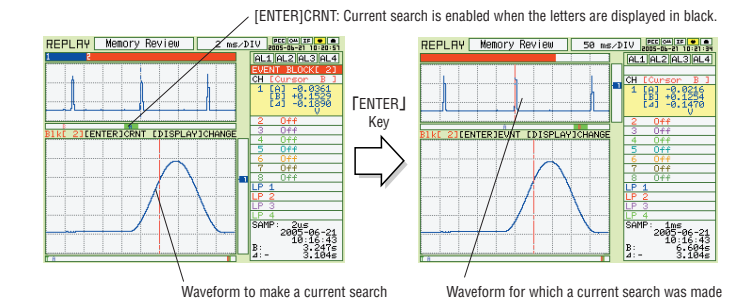 [ENTER]CRNT: Current search is enabled when the letters are displayed in black.
REPLAY Memory Review 2 ms/DIV
2005-06-21 10:20:57
1 2
AL1 AL2 AL3 AL4
EVENT BLOCK[ 2]
CH [Cursor B ]
1 [A] -0.0361
[B] +0.1529
[⊿] -0.1890
V
2 Off
3 Off
4 Off
5 Off
6 Off
7 Off
8 Off
Blk[ 2][ENTER]CRNT [DISPLAY]CHANGE
1
LP 1
LP 2
LP 3
LP 4
SAMP: 2us
2005-06-21
10:16:43
B: 3.247s
⊿:- 3.104s
「ENTER」
Key
REPLAY Memory Review 50 ms/DIV
2005-06-21 10:21:34
AL1 AL2 AL3 AL4
CH [Cursor B ]
1 [A] -0.0216
[B] +0.1254
[⊿] -0.1470
V
2 Off
3 Off
4 Off
5 Off
6 Off
7 Off
8 Off
Blk[ 2][ENTER]EVNT [DISPLAY]CHANGE
1
LP 1
LP 2
LP 3
LP 4
SAMP: 1ms
2005-06-21
10:16:43
B: 6.604s
⊿:- 3.104s
Waveform to make a current search
Waveform for which a current search was made